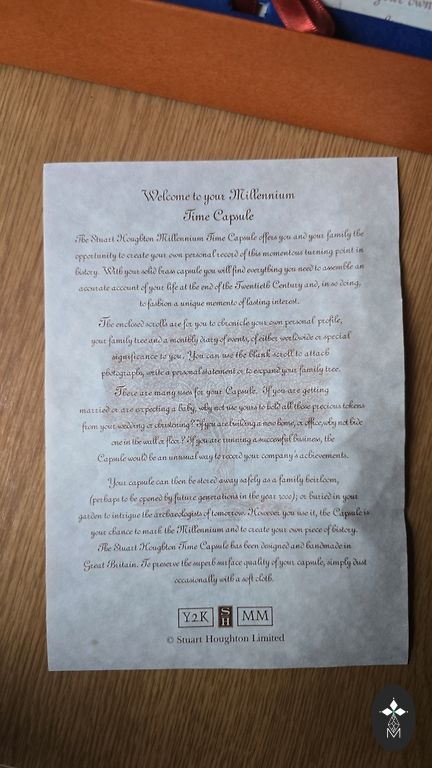 your own
Welcome to your Millennium
Time Capsule
The Stuart Houghton Millennium Time Capsule offers you and your family the
opportunity to create your own personal record of this momentous turning point in
history. With your solid brass capsule you will find everything you need to assemble an
accurate account of your life at the end of the Twentieth Century and, in so doing,
to fashion a unique memento of lasting interest.
The enclosed scrolls are for you to chronicle your own personal profile,
your family tree and a monthly diary of events, of either worldwide or special
significance to you. You can use the blank scroll to attach
photographs, write a personal statement or to expand your family tree.
There are many uses for your Capsule. If you are getting
married or are expecting a baby, why not use yours to hold all those precious tokens
from your wedding or christening? If you are building a new home, or office, why not hide
one in the wall or floor? If you are running a successful business, the
Capsule would be an unusual way to record your company's achievements.
Your capsule can then be stored away safely as a family heirloom,
(perhaps to be opened by future generations in the year 3000); or buried in your
garden to intrigue the archaeologists of tomorrow. However you use it, the Capsule is
your chance to mark the Millennium and to create your own piece of history.
The Stuart Houghton Time Capsule has been designed and handmade in
Great Britain. To preserve the superb surface quality of your capsule, simply dust
occasionally with a soft cloth.
Y2K SH MM
© Stuart Houghton Limited
M